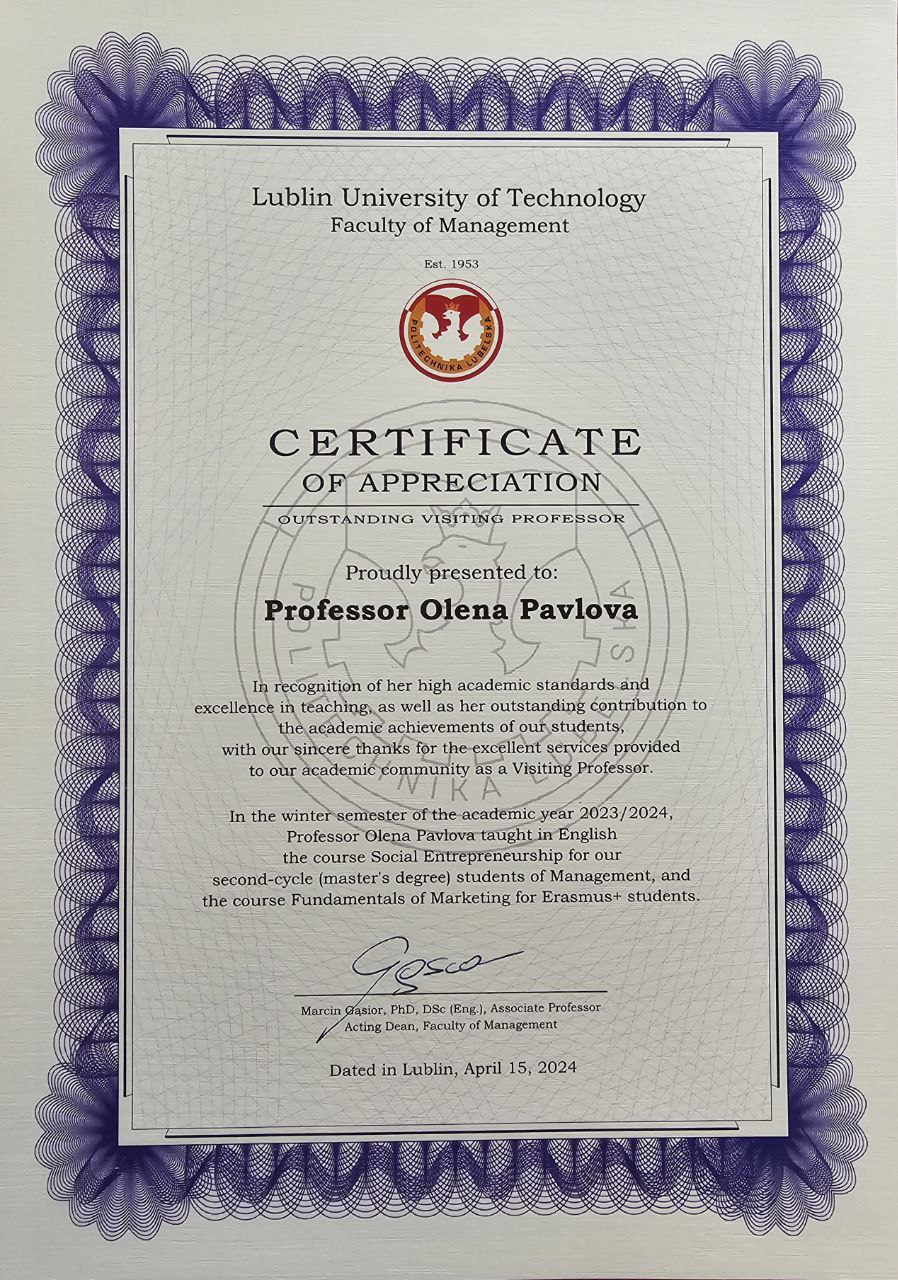 Lublin University of Technology
Faculty of Management
Est. 1953
POLITECHNIKA LUBELSKA
CERTIFICATE
OF APPRECIATION
OUTSTANDING VISITING PROFESSOR
Proudly presented to:
Professor Olena Pavlova
In recognition of her high academic standards and
excellence in teaching, as well as her outstanding contribution to
the academic achievements of our students,
with our sincere thanks for the excellent services provided
to our academic community as a Visiting Professor.
In the winter semester of the academic year 2023/2024,
Professor Olena Pavlova taught in English
the course Social Entrepreneurship for our
second-cycle (master's degree) students of Management, and
the course Fundamentals of Marketing for Erasmus+ students.
Marcin Gąsior, PhD, DSc (Eng.), Associate Professor
Acting Dean, Faculty of Management
Dated in Lublin, April 15, 2024